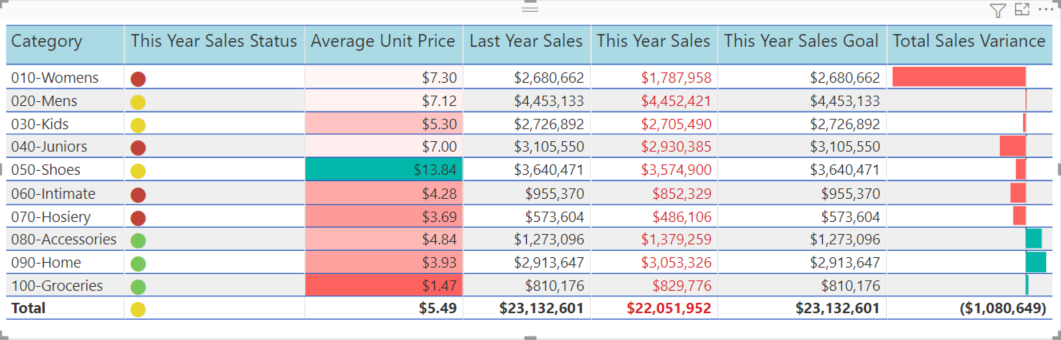 Category This Year Sales Status Average Unit Price Last Year Sales This Year Sales This Year Sales Goal Total Sales Variance
010-Womens $7.30 $2,680,662 $1,787,958 $2,680,662
020-Mens $7.12 $4,453,133 $4,452,421 $4,453,133
030-Kids $5.30 $2,726,892 $2,705,490 $2,726,892
040-Juniors $7.00 $3,105,550 $2,930,385 $3,105,550
050-Shoes $13.84 $3,640,471 $3,574,900 $3,640,471
060-Intimate $4.28 $955,370 $852,329 $955,370
070-Hosiery $3.69 $573,604 $486,106 $573,604
080-Accessories $4.84 $1,273,096 $1,379,259 $1,273,096
090-Home $3.93 $2,913,647 $3,053,326 $2,913,647
100-Groceries $1.47 $810,176 $829,776 $810,176
Total $5.49 $23,132,601 $22,051,952 $23,132,601 ($1,080,649)